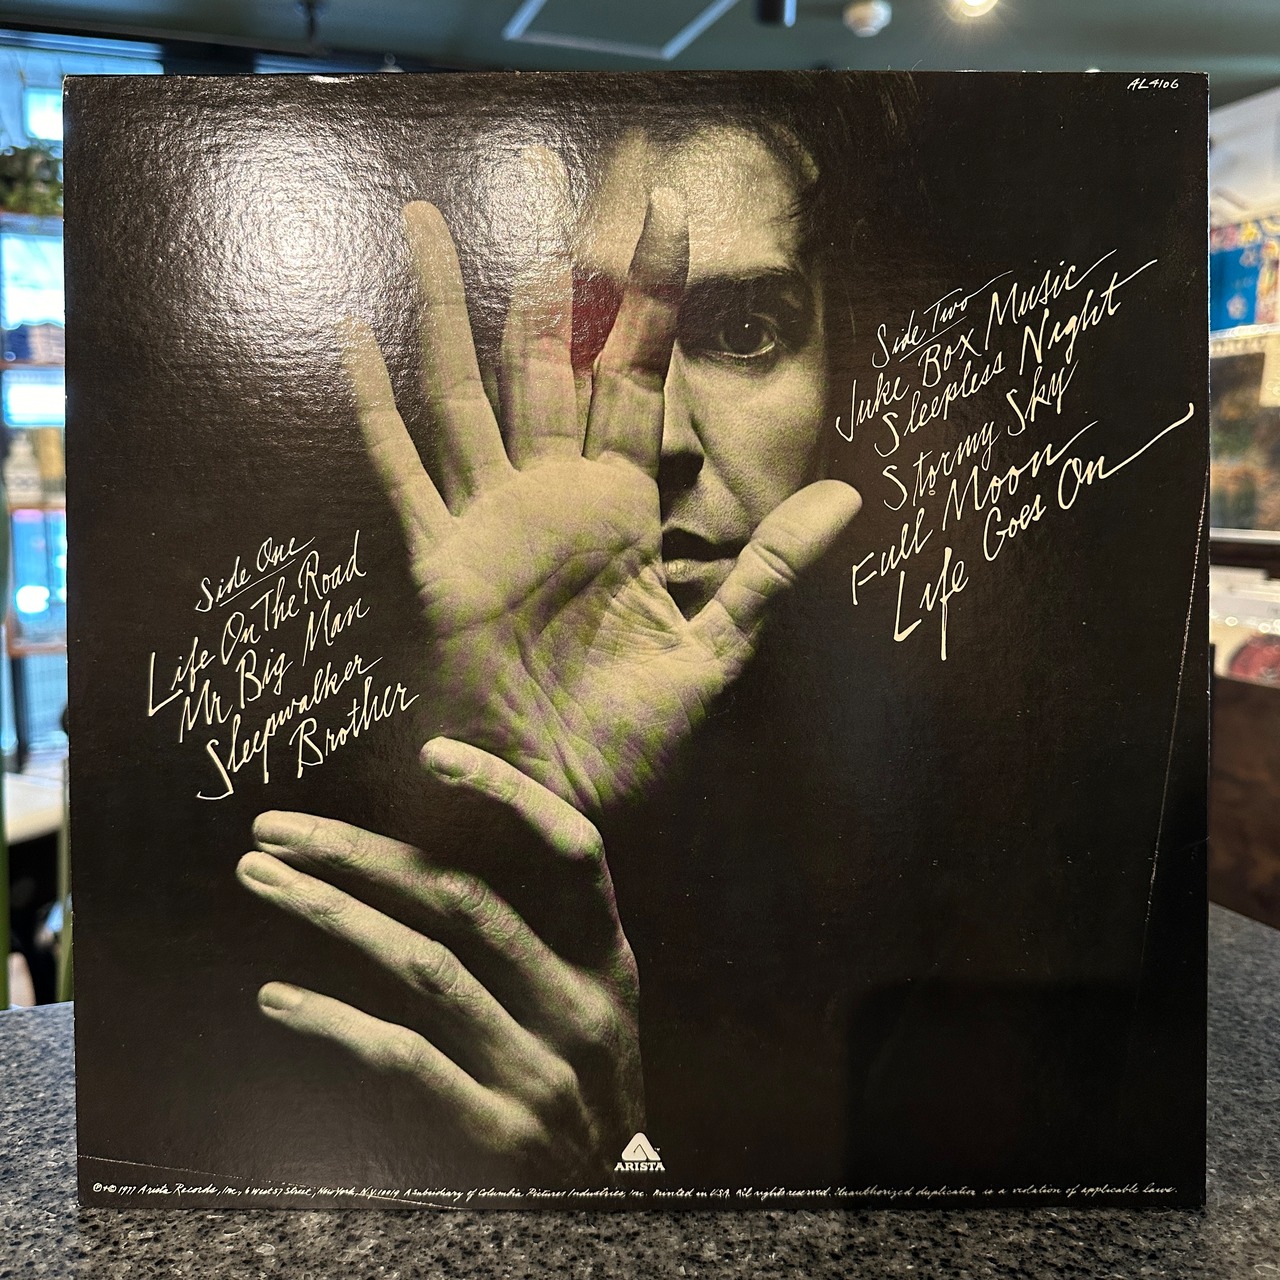 AL4106
Side Two
Juke Box Music
Sleepless Night
Stormy Sky
Full Moon
Life Goes On
Side One
Life On The Road
Mr Big Man
Sleepwalker
Brother
ARISTA
℗+© 1977 Arista Records, Inc., 6 West 57 Street, New York, N.Y. 10019 A Subsidiary of Columbia Pictures Industries, Inc. Printed in U.S.A. All rights reserved. Unauthorized duplication is a violation of applicable laws.